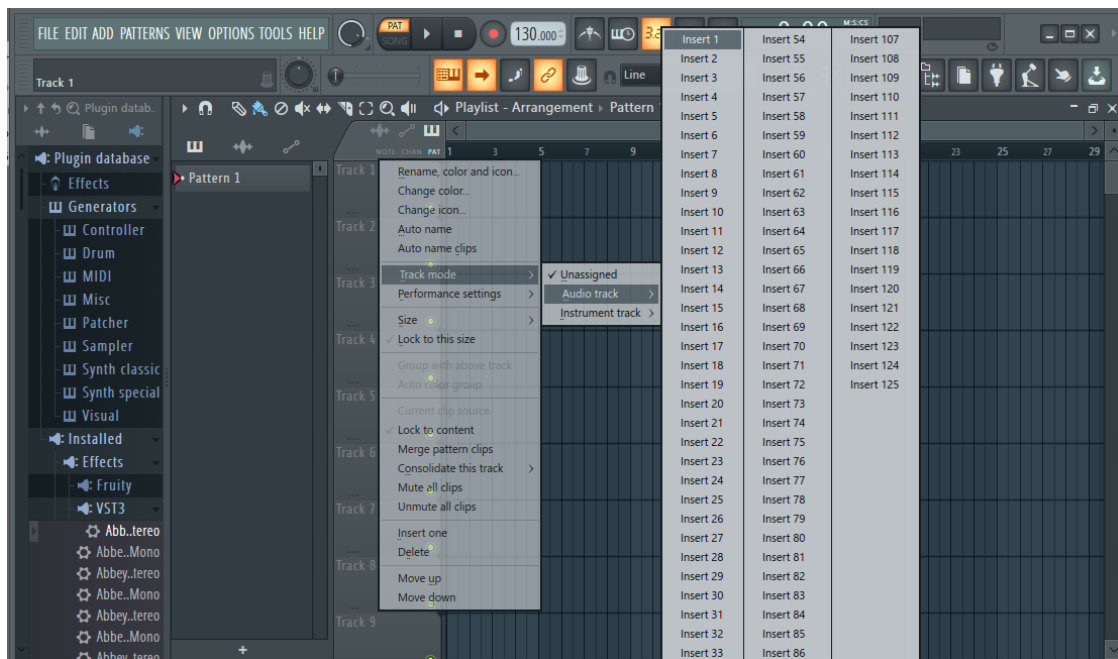 FILE EDIT ADD PATTERNS VIEW OPTIONS TOOLS HELP
PAT
SONG
130.000
3.2
M:S:CS
Track 1
Line
Plugin datab..
Playlist - Arrangement › Pattern
NOTE CHAN PAT 1 3 5 7 9 23 25 27 29
Plugin database
Effects
Generators
Controller
Drum
MIDI
Misc
Patcher
Sampler
Synth classic
Synth special
Visual
Installed
Effects
Fruity
VST3
Abb..tereo
Abbe..Mono
Abbey..tereo
Abbe..Mono
Abbey..tereo
Abbe..Mono
Abbey..tereo
Pattern 1
+
Track 1
Track 2
Track 3
Track 4
Track 5
Track 6
Track 7
Track 8
Track 9
Rename, color and icon...
Change color...
Change icon...
Auto name
Auto name clips
Track mode
Performance settings
Size
Lock to this size
Group with above track
Auto color group
Current clip source
Lock to content
Merge pattern clips
Consolidate this track
Mute all clips
Unmute all clips
Insert one
Delete
Move up
Move down
Unassigned
Audio track
Instrument track
Insert 1
Insert 2
Insert 3
Insert 4
Insert 5
Insert 6
Insert 7
Insert 8
Insert 9
Insert 10
Insert 11
Insert 12
Insert 13
Insert 14
Insert 15
Insert 16
Insert 17
Insert 18
Insert 19
Insert 20
Insert 21
Insert 22
Insert 23
Insert 24
Insert 25
Insert 26
Insert 27
Insert 28
Insert 29
Insert 30
Insert 31
Insert 32
Insert 33
Insert 54
Insert 55
Insert 56
Insert 57
Insert 58
Insert 59
Insert 60
Insert 61
Insert 62
Insert 63
Insert 64
Insert 65
Insert 66
Insert 67
Insert 68
Insert 69
Insert 70
Insert 71
Insert 72
Insert 73
Insert 74
Insert 75
Insert 76
Insert 77
Insert 78
Insert 79
Insert 80
Insert 81
Insert 82
Insert 83
Insert 84
Insert 85
Insert 86
Insert 107
Insert 108
Insert 109
Insert 110
Insert 111
Insert 112
Insert 113
Insert 114
Insert 115
Insert 116
Insert 117
Insert 118
Insert 119
Insert 120
Insert 121
Insert 122
Insert 123
Insert 124
Insert 125